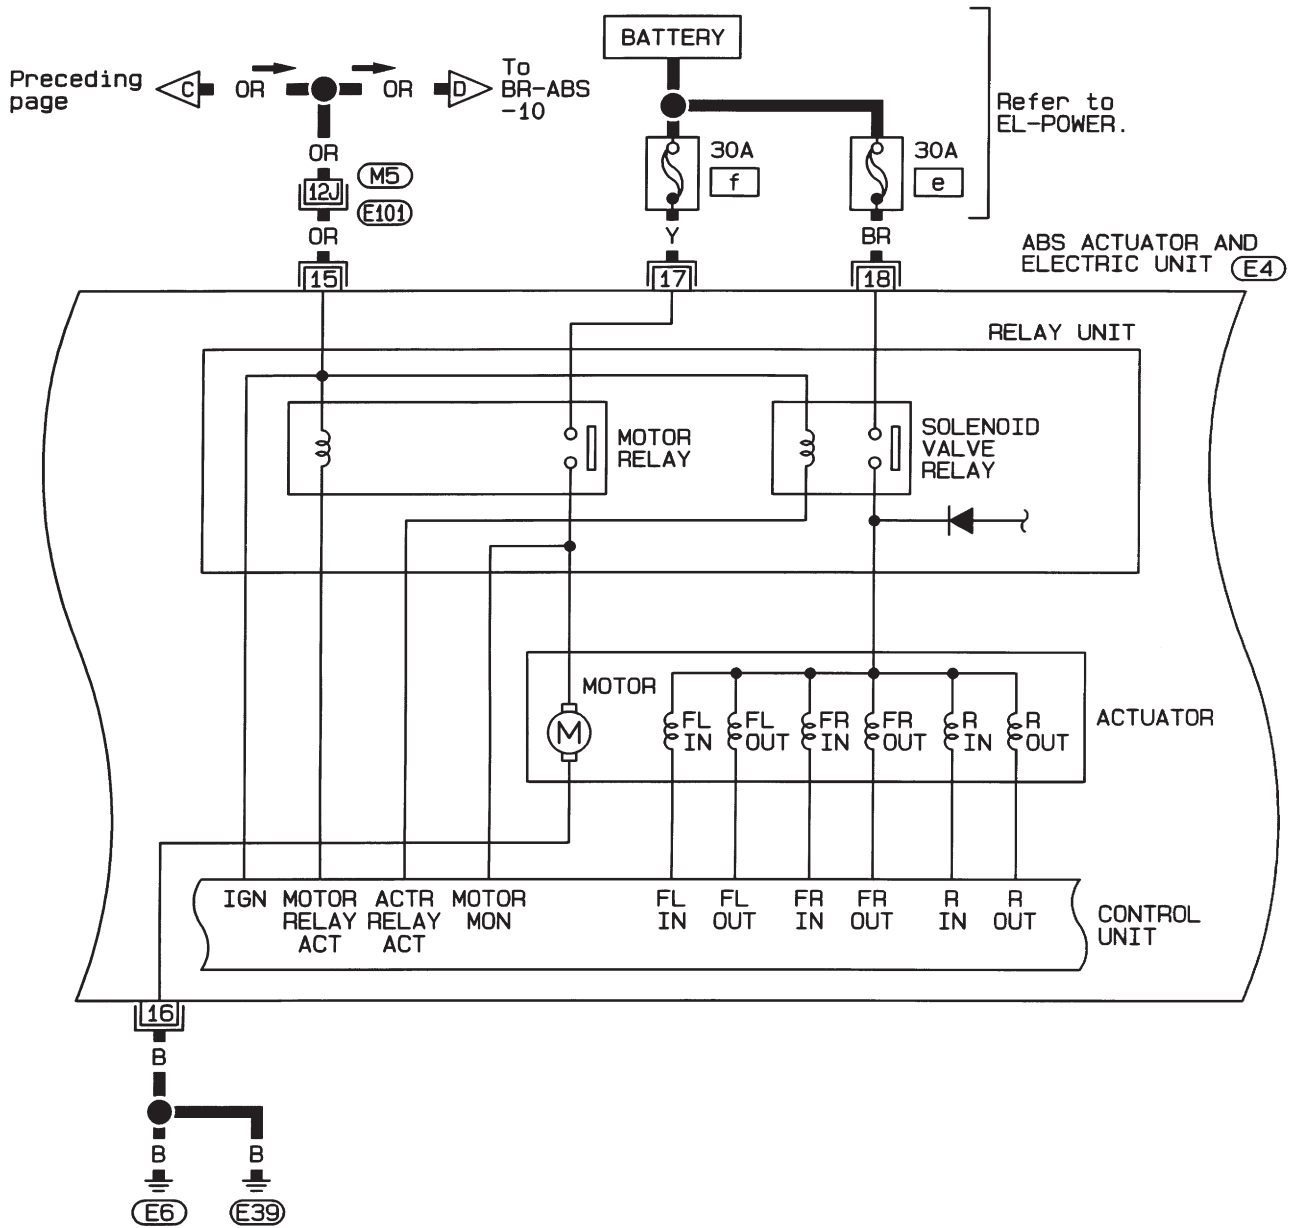 BATTERY
Preceding
page
C
OR
OR
D
To
BR-ABS
-10
Refer to
EL-POWER.
OR
12J
M5
E101
OR
30A
f
30A
e
Y
BR
15
17
18
ABS ACTUATOR AND
ELECTRIC UNIT
E4
RELAY UNIT
MOTOR
RELAY
SOLENOID
VALVE
RELAY
MOTOR
M
FL
IN
FL
OUT
FR
IN
FR
OUT
R
IN
R
OUT
ACTUATOR
IGN
MOTOR
RELAY
ACT
ACTR
RELAY
ACT
MOTOR
MON
FL
IN
FL
OUT
FR
IN
FR
OUT
R
IN
R
OUT
CONTROL
UNIT
16
B
B
B
E6
E39